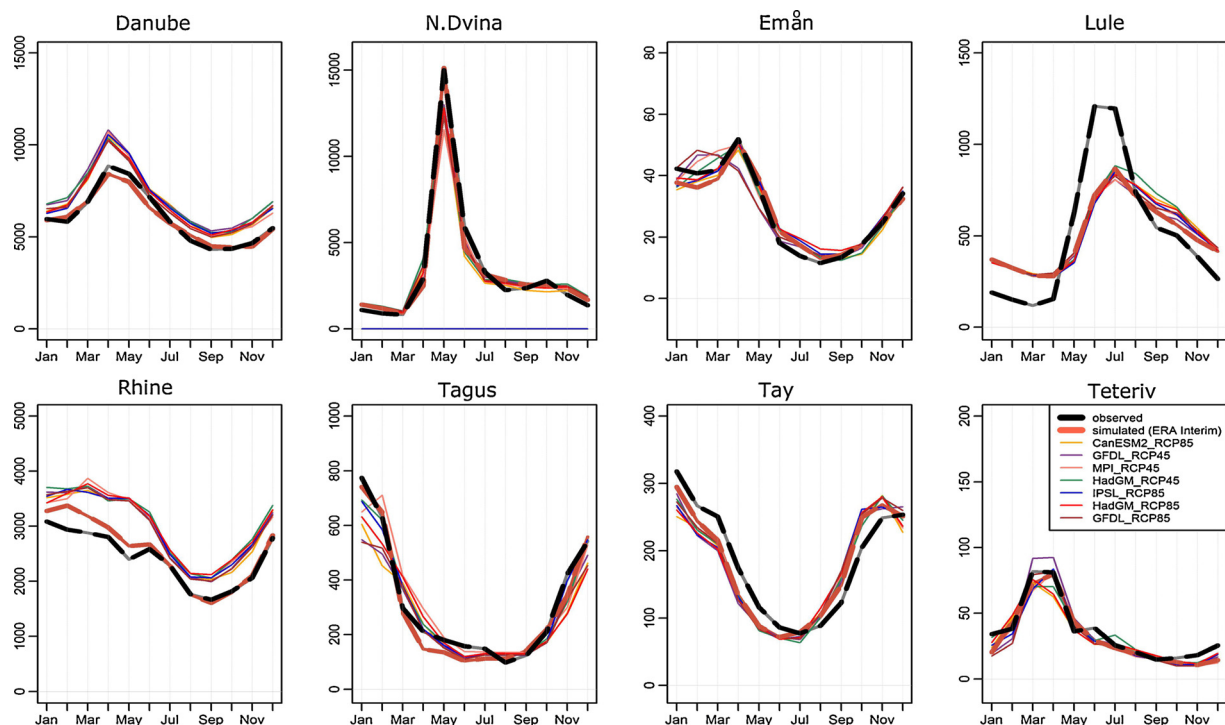 Danube
N.Dvina
Emån
Lule
15000
10000
5000
0
Jan Mar May Jul Sep Nov
15000
10000
5000
0
Jan Mar May Jul Sep Nov
80
60
40
20
0
Jan Mar May Jul Sep Nov
1500
1000
500
0
Jan Mar May Jul Sep Nov
Rhine
Tagus
Tay
Teteriv
5000
4000
3000
2000
1000
0
Jan Mar May Jul Sep Nov
1000
800
600
400
200
0
Jan Mar May Jul Sep Nov
400
300
200
100
0
Jan Mar May Jul Sep Nov
200
150
100
50
0
Jan Mar May Jul Sep Nov
observed
simulated (ERA Interim)
CanESM2_RCP85
GFDL_RCP45
MPI_RCP45
HadGM_RCP45
IPSL_RCP85
HadGM_RCP85
GFDL_RCP85